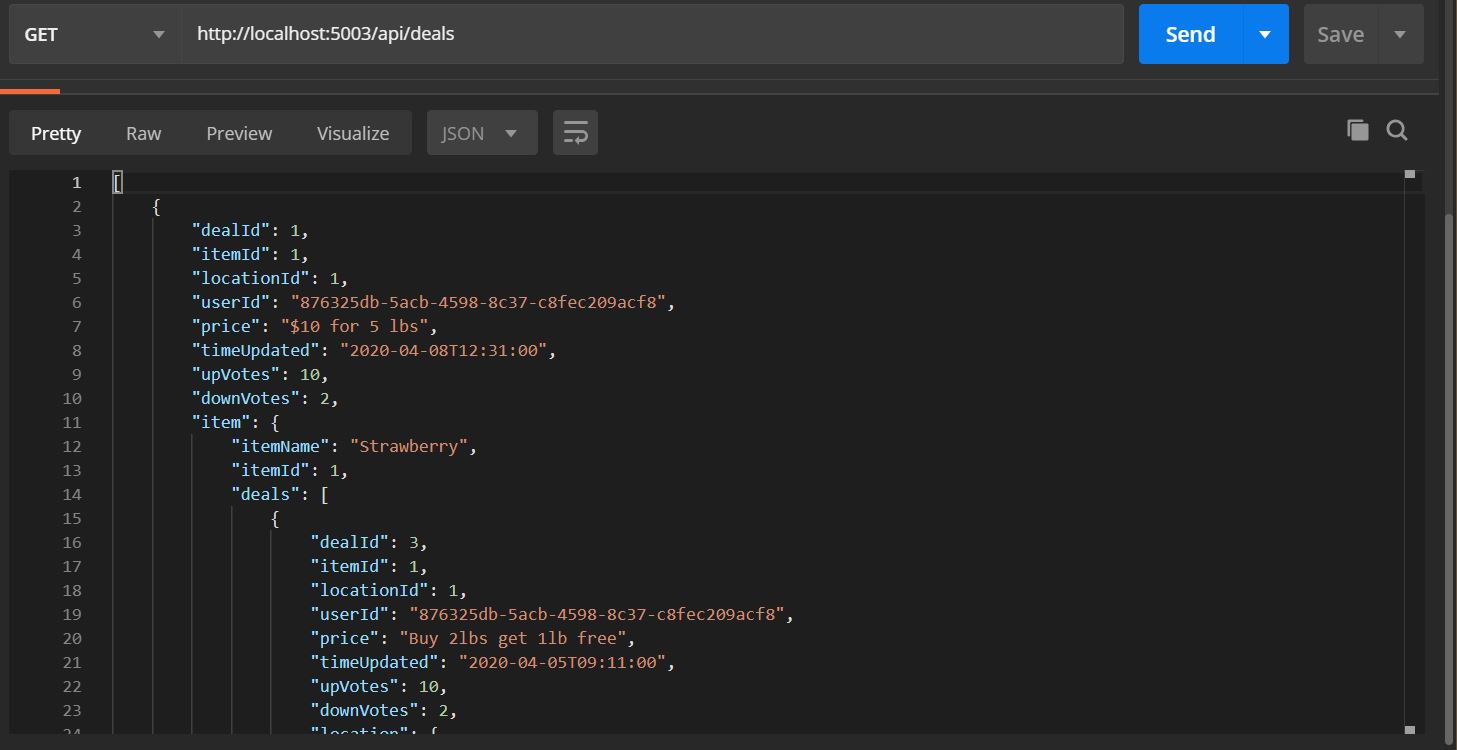 GET http://localhost:5003/api/deals Send Save
Pretty Raw Preview Visualize JSON
1 [
2 {
3 "dealId": 1,
4 "itemId": 1,
5 "locationId": 1,
6 "userId": "876325db-5acb-4598-8c37-c8fec209acf8",
7 "price": "$10 for 5 lbs",
8 "timeUpdated": "2020-04-08T12:31:00",
9 "upVotes": 10,
10 "downVotes": 2,
11 "item": {
12 "itemName": "Strawberry",
13 "itemId": 1,
14 "deals": [
15 {
16 "dealId": 3,
17 "itemId": 1,
18 "locationId": 1,
19 "userId": "876325db-5acb-4598-8c37-c8fec209acf8",
20 "price": "Buy 2lbs get 1lb free",
21 "timeUpdated": "2020-04-05T09:11:00",
22 "upVotes": 10,
23 "downVotes": 2,
24 "location": {